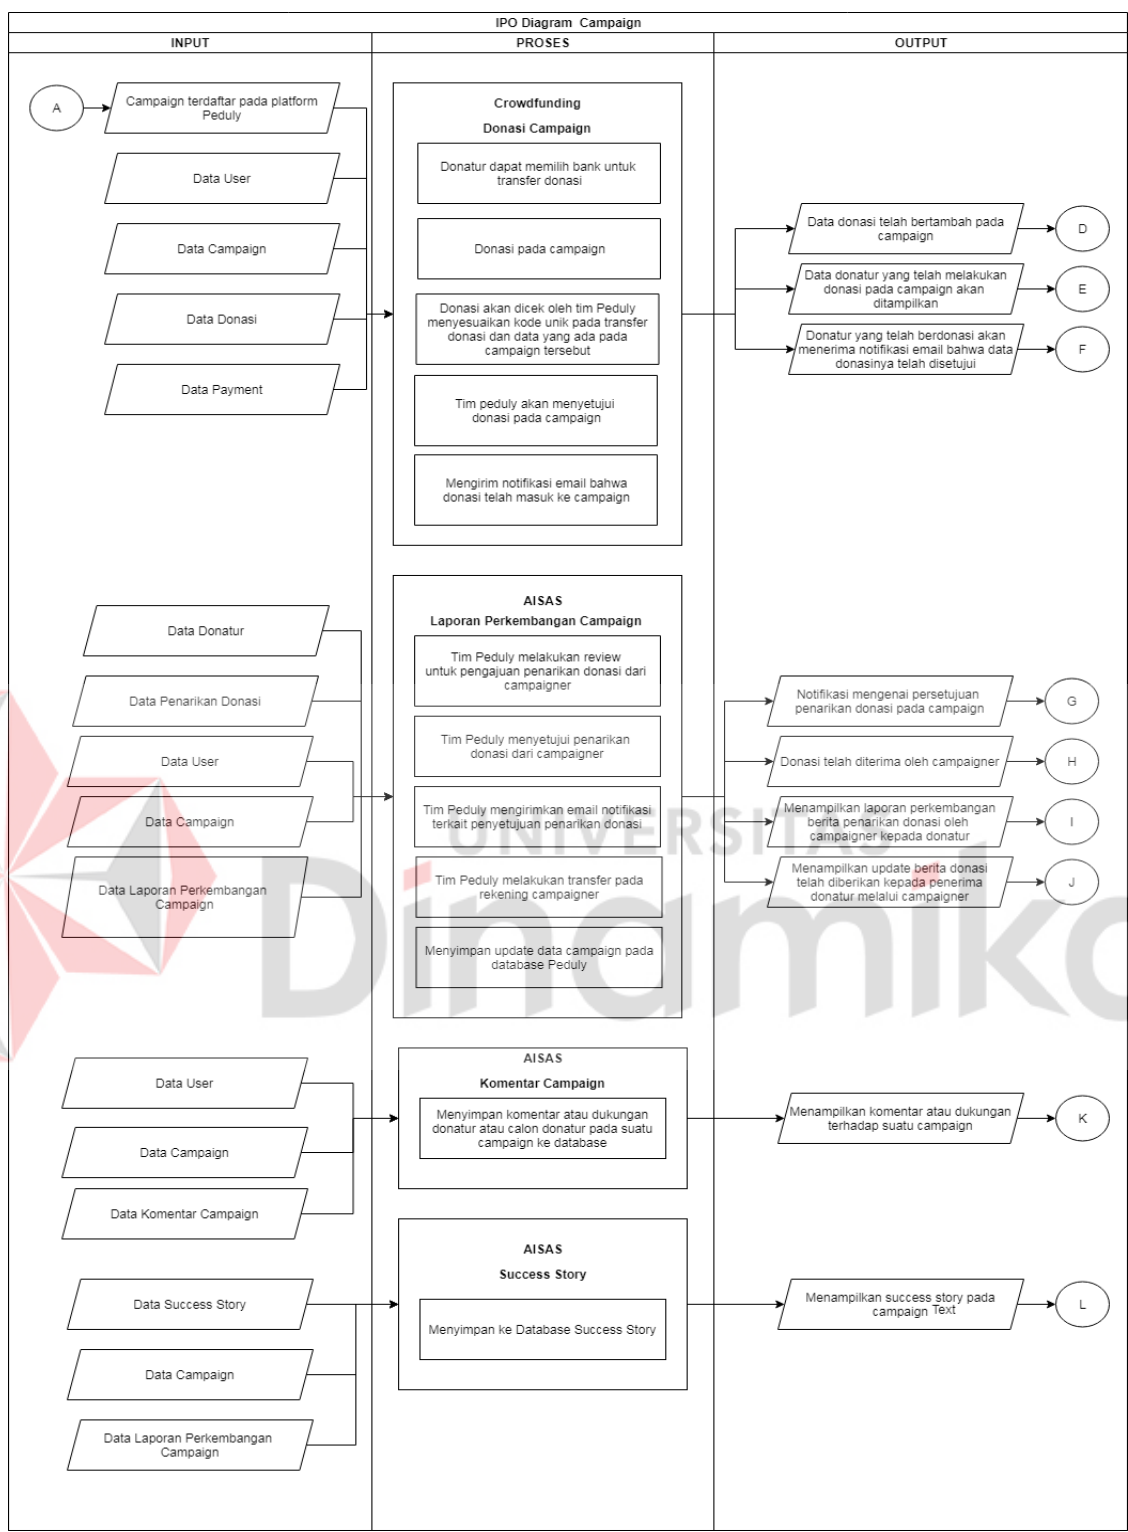 IPO Diagram  Campaign
INPUT
PROSES
OUTPUT
A
Campaign terdaftar pada platform
Peduly
Data User
Data Campaign
Data Donasi
Data Payment
Crowdfunding
Donasi Campaign
Donatur dapat memilih bank untuk
transfer donasi
Donasi pada campaign
Donasi akan dicek oleh tim Peduly
menyesuaikan kode unik pada transfer
donasi dan data yang ada pada
campaign tersebut
Tim peduly akan menyetujui
donasi pada campaign
Mengirim notifikasi email bahwa
donasi telah masuk ke campaign
Data donasi telah bertambah pada
campaign
D
Data donatur yang telah melakukan
donasi pada campaign akan
ditampilkan
E
Donatur yang telah berdonasi akan
menerima notifikasi email bahwa data
donasinya telah disetujui
F
Data Donatur
Data Penarikan Donasi
Data User
Data Campaign
Data Laporan Perkembangan
Campaign
AISAS
Laporan Perkembangan Campaign
Tim Peduly melakukan review
untuk pengajuan penarikan donasi dari
campaigner
Tim Peduly menyetujui penarikan
donasi dari campaigner
Tim Peduly mengirimkan email notifikasi
terkait penyetujuan penarikan donasi
Tim Peduly melakukan transfer pada
rekening campaigner
Menyimpan update data campaign pada
database Peduly
Notifikasi mengenai persetujuan
penarikan donasi pada campaign
G
Donasi telah diterima oleh campaigner
H
Menampilkan laporan perkembangan
berita penarikan donasi oleh
campaigner kepada donatur
I
Menampilkan update berita donasi
telah diberikan kepada penerima
donatur melalui campaigner
J
UNIVERSITAS
Dinamika
Data User
Data Campaign
Data Komentar Campaign
AISAS
Komentar Campaign
Menyimpan komentar atau dukungan
donatur atau calon donatur pada suatu
campaign ke database
Menampilkan komentar atau dukungan
terhadap suatu campaign
K
Data Success Story
Data Campaign
Data Laporan Perkembangan
Campaign
AISAS
Success Story
Menyimpan ke Database Success Story
Menampilkan success story pada
campaign Text
L